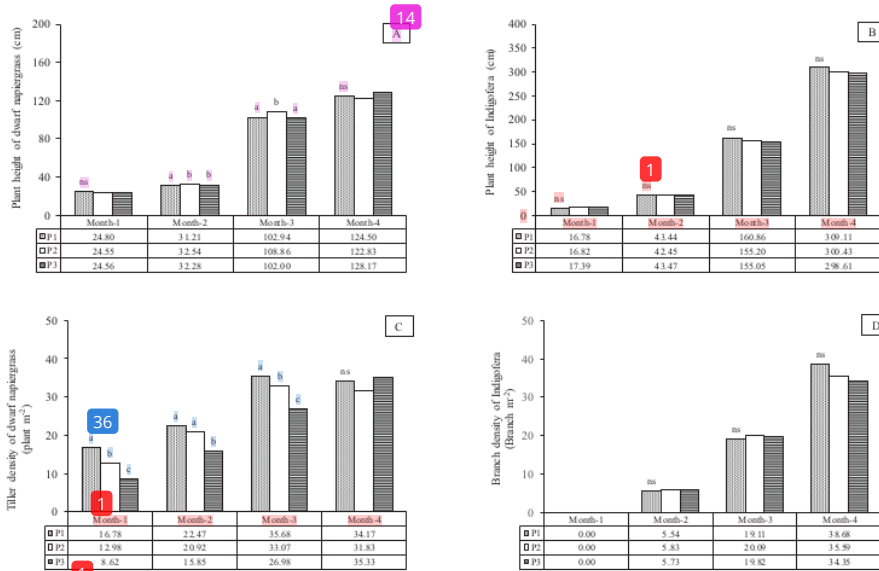 14
A
Plant height of dwarf napiergrass (cm)
200
160
120
80
40
0
ns
a b b
a b a
ns
Month-1 Month-2 Month-3 Month-4
P1 24.80 31.21 102.94 124.50
P2 24.55 32.54 108.86 122.83
P3 24.56 32.28 102.00 128.17
B
Plant height of Indigofera (cm)
400
350
300
250
200
150
100
50
0
1
ns
ns
ns
ns
Month-1 Month-2 Month-3 Month-4
P1 16.78 43.44 160.86 309.11
P2 16.82 42.45 155.20 300.43
P3 17.39 43.47 155.05 298.61
C
Tiller density of dwarf napiergrass
(plant m-2)
50
40
30
20
10
0
36
a b c
a a b
a b c
ns
1
Month-1 Month-2 Month-3 Month-4
P1 16.78 22.47 35.68 34.17
P2 12.98 20.92 33.07 31.83
P3 8.62 15.85 26.98 35.33
D
Branch density of Indigofera
(Branch m-2)
50
40
30
20
10
0
ns
ns
ns
Month-1 Month-2 Month-3 Month-4
P1 0.00 5.54 19.11 38.68
P2 0.00 5.83 20.09 35.59
P3 0.00 5.73 19.82 34.35